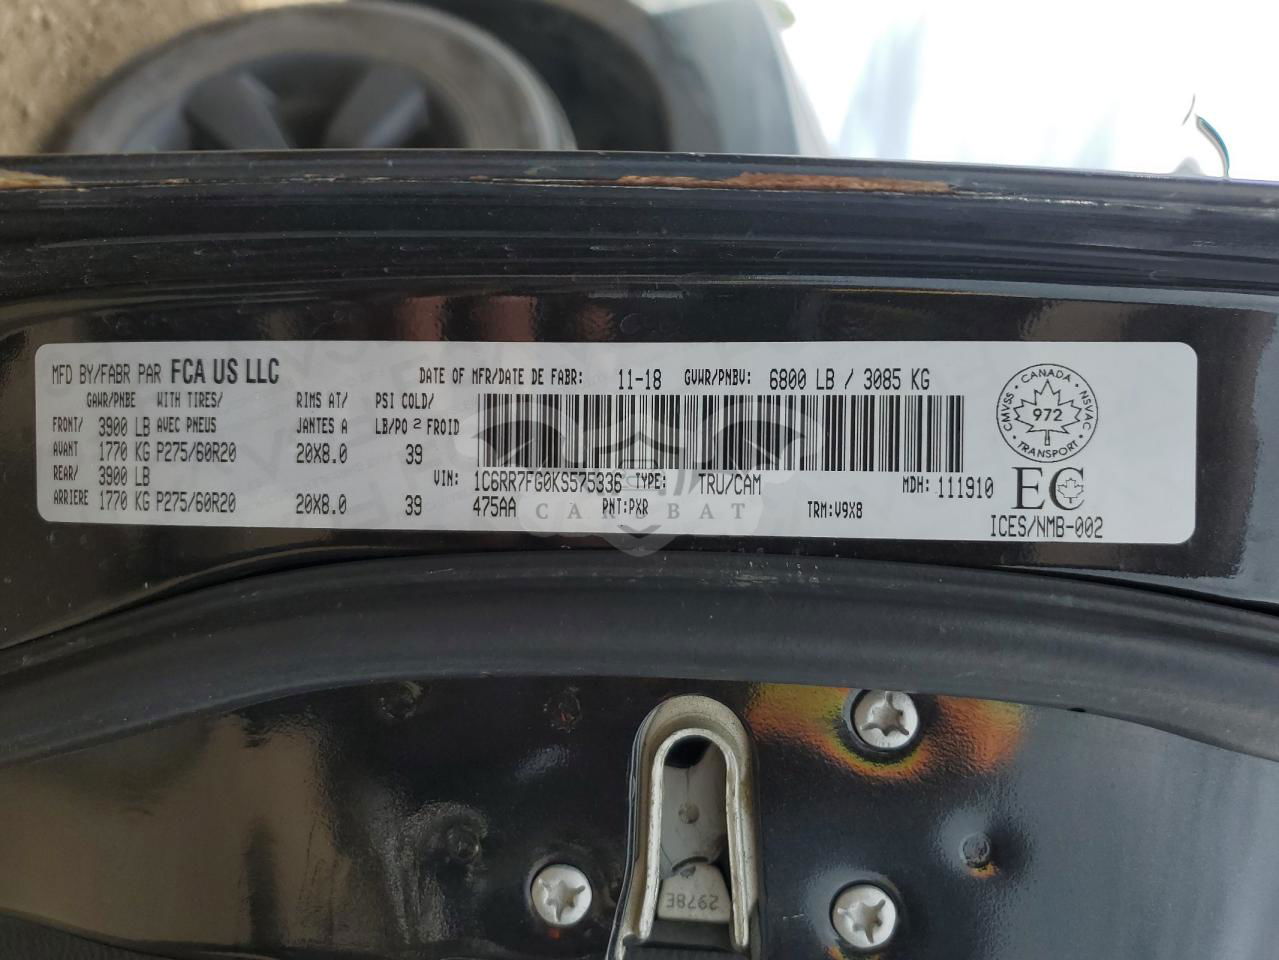 MFD BY/FABR PAR FCA US LLC
DATE OF MFR/DATE DE FABR: 11-18 GVWR/PNBV: 6800 LB / 3085 KG
GAWR/PNBE WITH TIRES/ RIMS AT/ PSI COLD/
FRONT/ 3900 LB AVEC PNEUS JANTES A LB/PO 2 FROID
AVANT 1770 KG P275/60R20 20X8.0 39
REAR/ 3900 LB
ARRIERE 1770 KG P275/60R20 20X8.0 39
VIN: 1C6RR7FG0KS575336 TYPE: TRU/CAM MDH: 111910
475AA PNT:PXR TRM:V9X8
CANADA
CMVSS NSVAC
972
TRANSPORT
EC
ICES/NMB-002
CAROBAT
2978E